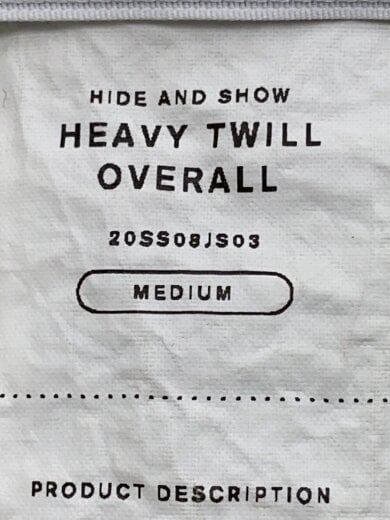 HIDE AND SHOW
HEAVY TWILL
OVERALL
20SS08JS03
MEDIUM
PRODUCT DESCRIPTION